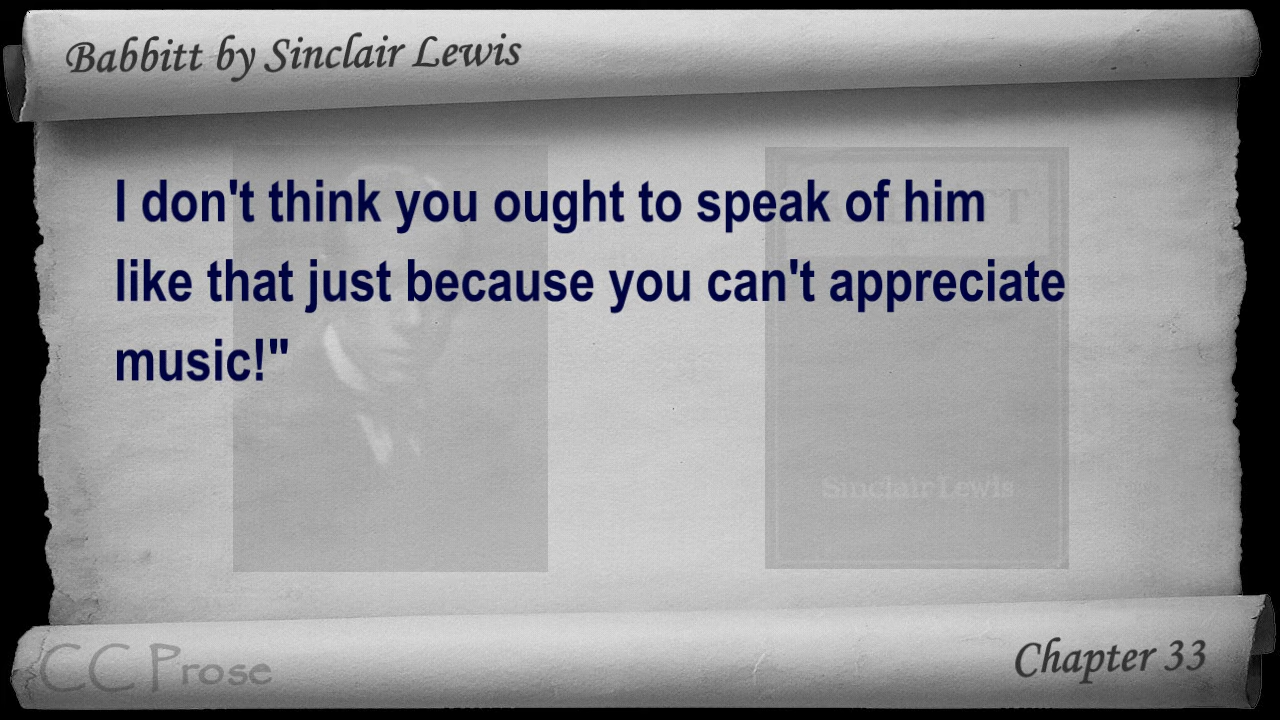 Babbitt by Sinclair Lewis
I don't think you ought to speak of him
like that just because you can't appreciate
music!"
Sinclair Lewis
CC Prose
Chapter 33